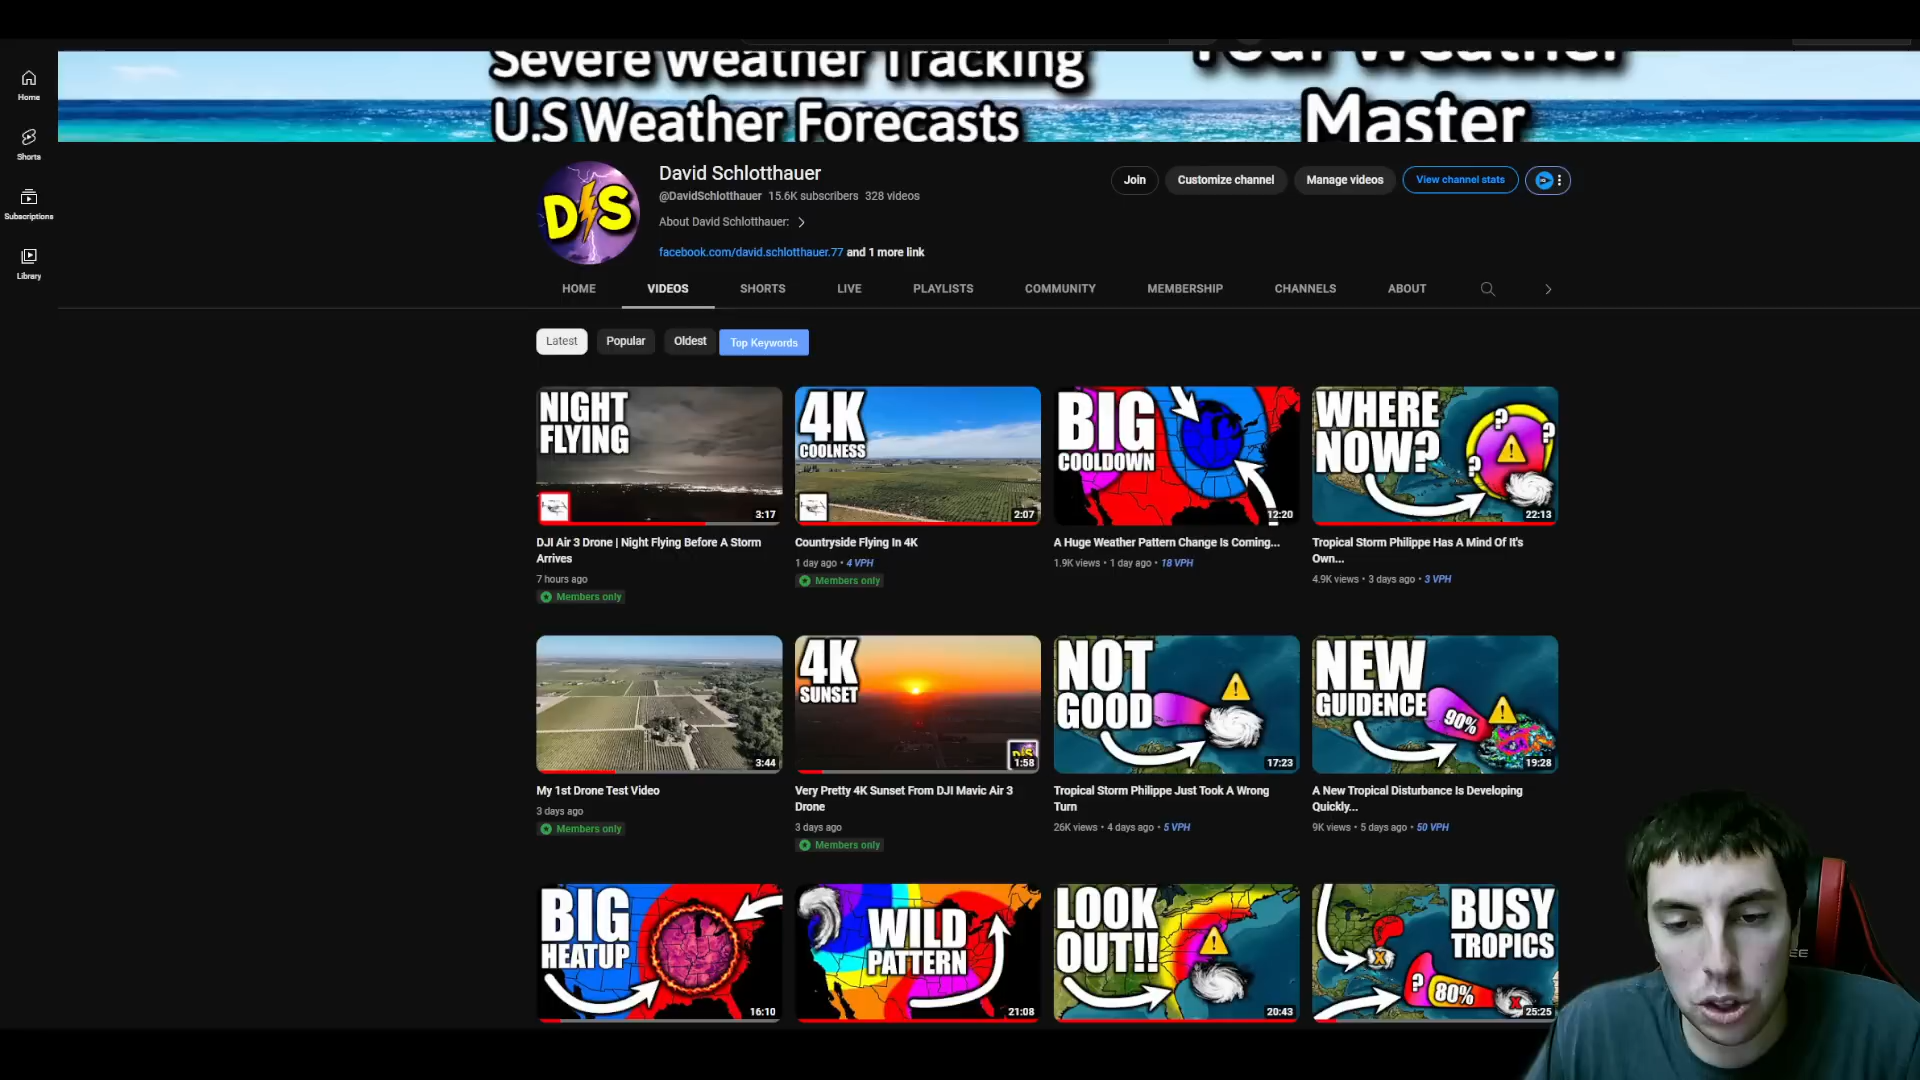 Severe Weather Tracking
Your Weather
U.S Weather Forecasts
Master
Home
Shorts
Subscriptions
Library
DS
David Schlotthauer
@DavidSchlotthauer 15.6K subscribers 328 videos
About David Schlotthauer:
facebook.com/david.schlotthauer.77 and 1 more link
Join
Customize channel
Manage videos
View channel stats
HOME
VIDEOS
SHORTS
LIVE
PLAYLISTS
COMMUNITY
MEMBERSHIP
CHANNELS
ABOUT
Latest
Popular
Oldest
Top Keywords
NIGHT
FLYING
3:17
4K
COOLNESS
2:07
BIG
COOLDOWN
12:20
WHERE
NOW?
? ? ?
22:13
DJI Air 3 Drone | Night Flying Before A Storm
Arrives
7 hours ago
Members only
Countryside Flying In 4K
1 day ago • 4 VPH
Members only
A Huge Weather Pattern Change Is Coming...
1.9K views • 1 day ago • 18 VPH
Tropical Storm Philippe Has A Mind Of It's
Own...
4.9K views • 3 days ago • 3 VPH
3:44
4K
SUNSET
DS
1:58
NOT
GOOD
17:23
NEW
GUIDENCE
90%
19:28
My 1st Drone Test Video
3 days ago
Members only
Very Pretty 4K Sunset From DJI Mavic Air 3
Drone
3 days ago
Members only
Tropical Storm Philippe Just Took A Wrong
Turn
26K views • 4 days ago • 5 VPH
A New Tropical Disturbance Is Developing
Quickly...
9K views • 5 days ago • 50 VPH
BIG
HEATUP
16:10
WILD
PATTERN
21:08
LOOK
OUT!!
20:43
BUSY
TROPICS
X
?
80%
X
25:25